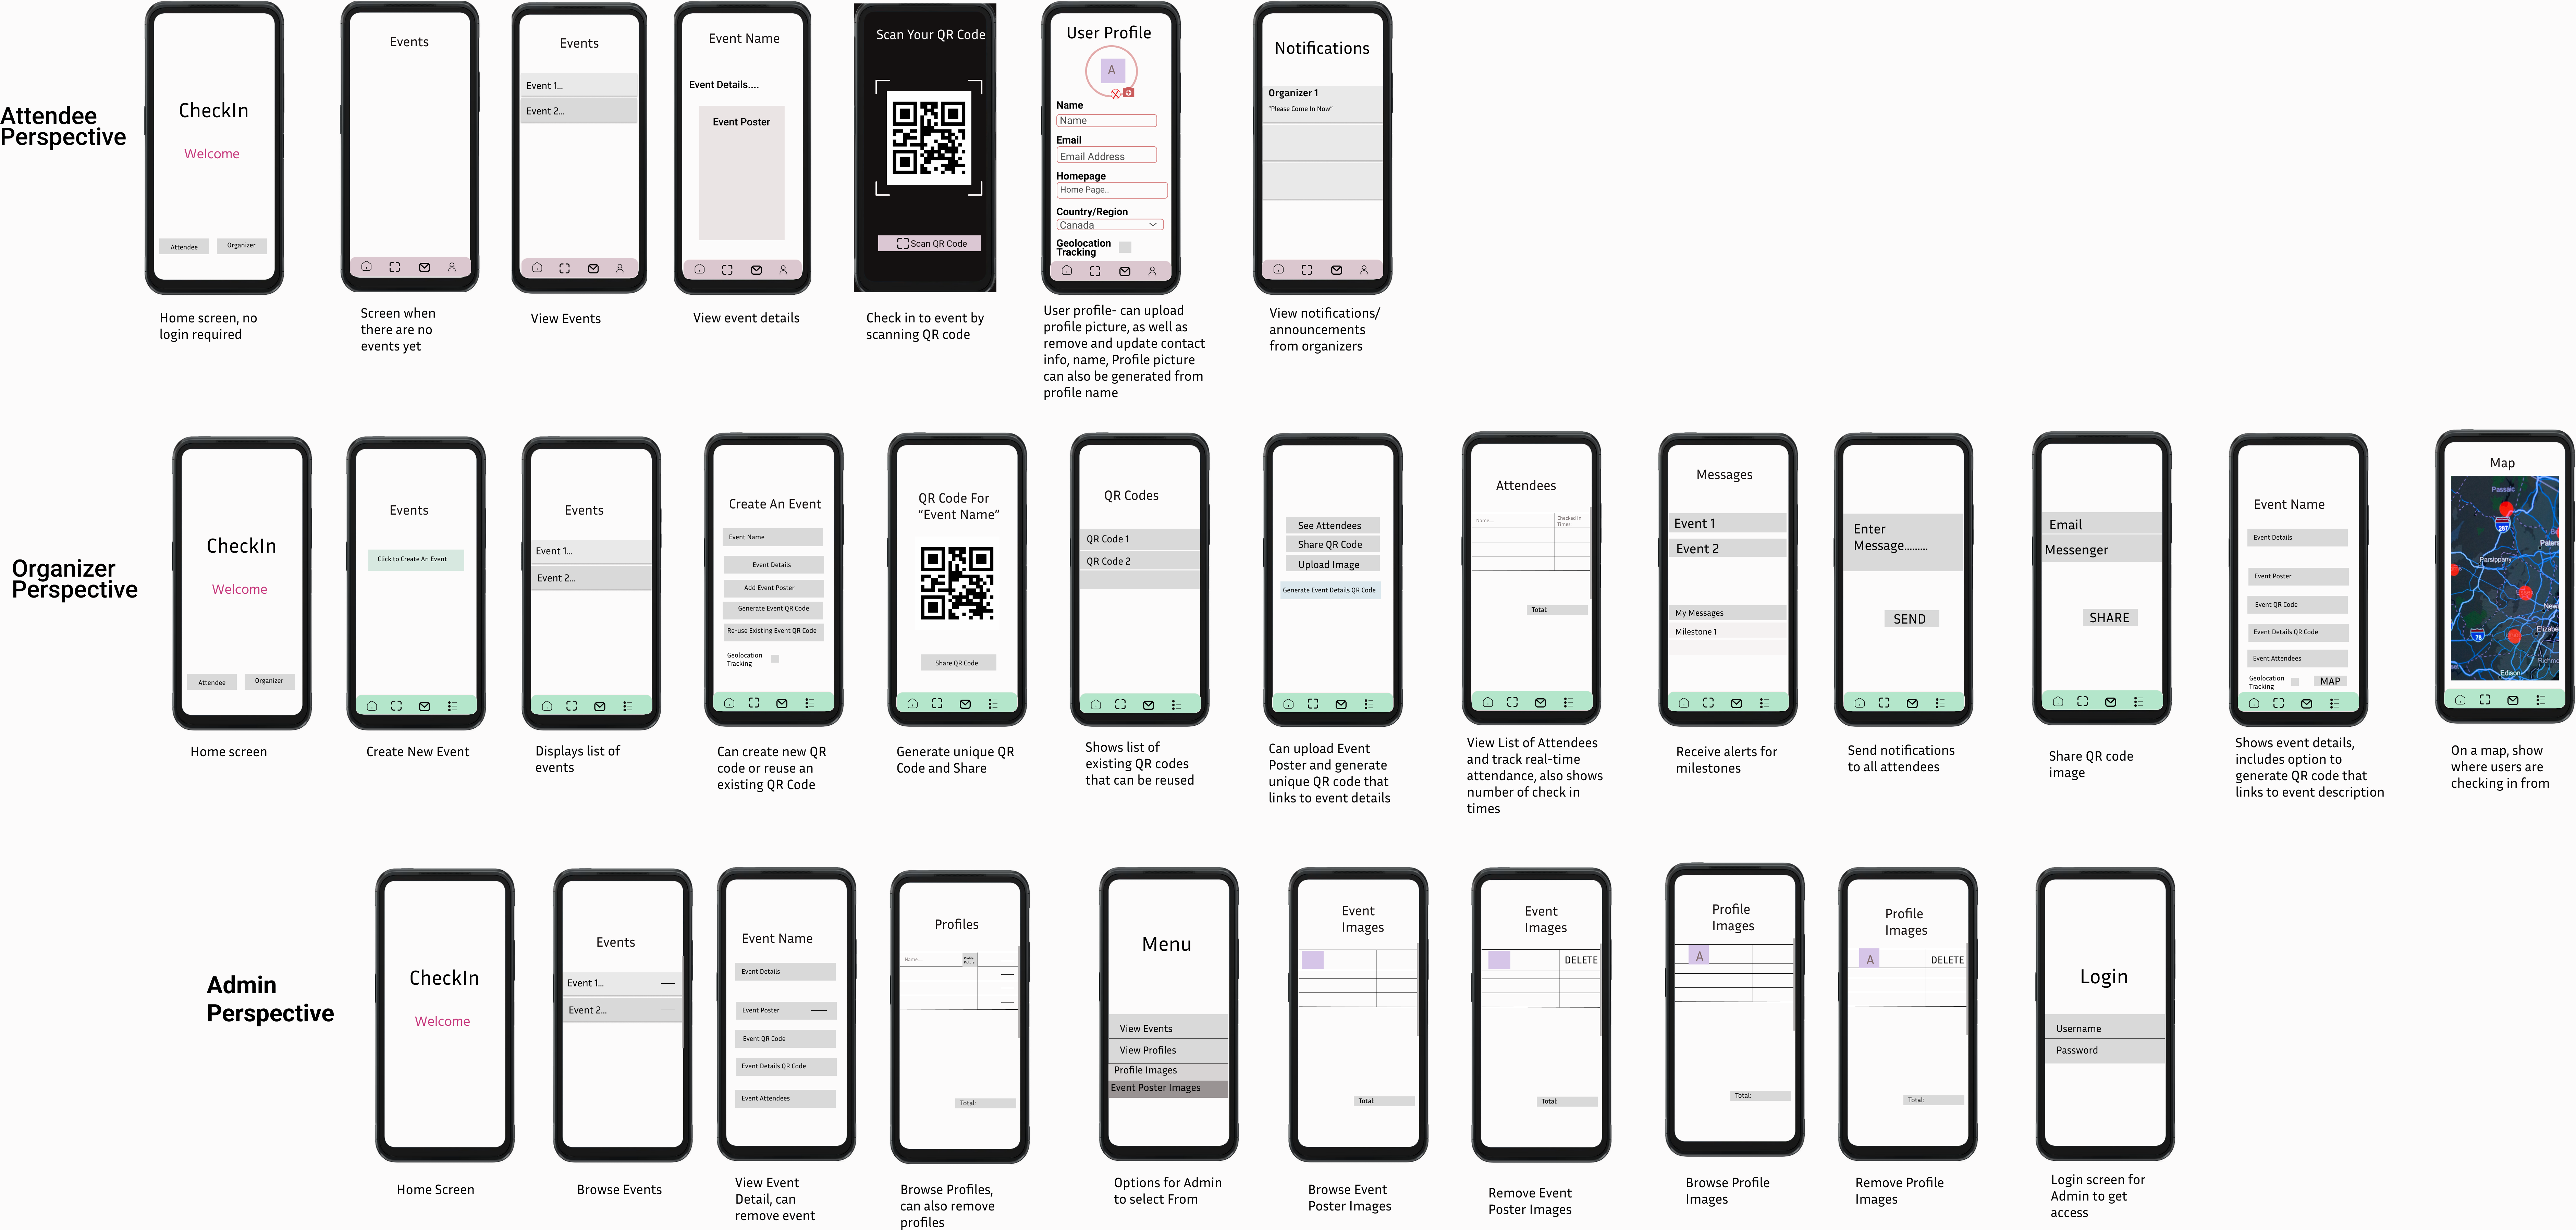 Attendee
Perspective
CheckIn
Welcome
Attendee
Organizer
Home screen, no
login required
Events
Screen when
there are no
events yet
Events
Event 1...
Event 2...
View Events
Event Name
Event Details....
Event Poster
View event details
Scan Your QR Code
Scan QR Code
Check in to event by
scanning QR code
User Profile
A
Name
Name
Email
Email Address
Homepage
Home Page..
Country/Region
Canada
Geolocation
Tracking
User profile- can upload
profile picture, as well as
remove and update contact
info, name, Profile picture
can also be generated from
profile name
Notifications
Organizer 1
"Please Come In Now"
View notifications/
announcements
from organizers
Organizer
Perspective
CheckIn
Welcome
Attendee
Organizer
Home screen
Events
Click to Create An Event
Create New Event
Events
Event 1...
Event 2...
Displays list of
events
Create An Event
Event Name
Event Details
Add Event Poster
Generate Event QR Code
Re-use Existing Event QR Code
Geolocation
Tracking
Can create new QR
code or reuse an
existing QR Code
QR Code For
“Event Name”
Share QR Code
Generate unique QR
Code and Share
QR Codes
QR Code 1
QR Code 2
Shows list of
existing QR codes
that can be reused
See Attendees
Share QR Code
Upload Image
Generate Event Details QR Code
Can upload Event
Poster and generate
unique QR code that
links to event details
Attendees
Name...
Checked In
Times
Total:
View List of Attendees
and track real-time
attendance, also shows
number of check in
times
Messages
Event 1
Event 2
My Messages
Milestone 1
Receive alerts for
milestones
Enter
Message.........
SEND
Send notifications
to all attendees
Email
Messenger
SHARE
Share QR code
image
Event Name
Event Details
Event Poster
Event QR Code
Event Details QR Code
Event Attendees
Geolocation
Tracking
MAP
Shows event details,
includes option to
generate QR code that
links to event description
Map
Passaic
287
Parsippany
78
Edison
On a map, show
where users are
checking in from
Admin
Perspective
CheckIn
Welcome
Home Screen
Events
Event 1...
Event 2...
Browse Events
Event Name
Event Details
Event Poster
Event QR Code
Event Details QR Code
Event Attendees
View Event
Detail, can
remove event
Profiles
Name...
Profile
Picture
Total:
Browse Profiles,
can also remove
profiles
Menu
View Events
View Profiles
Profile Images
Event Poster Images
Options for Admin
to select From
Event
Images
Total:
Browse Event
Poster Images
Event
Images
DELETE
Total:
Remove Event
Poster Images
Profile
Images
A
Total:
Browse Profile
Images
Profile
Images
A
DELETE
Total:
Remove Profile
Images
Login
Username
Password
Login screen for
Admin to get
access